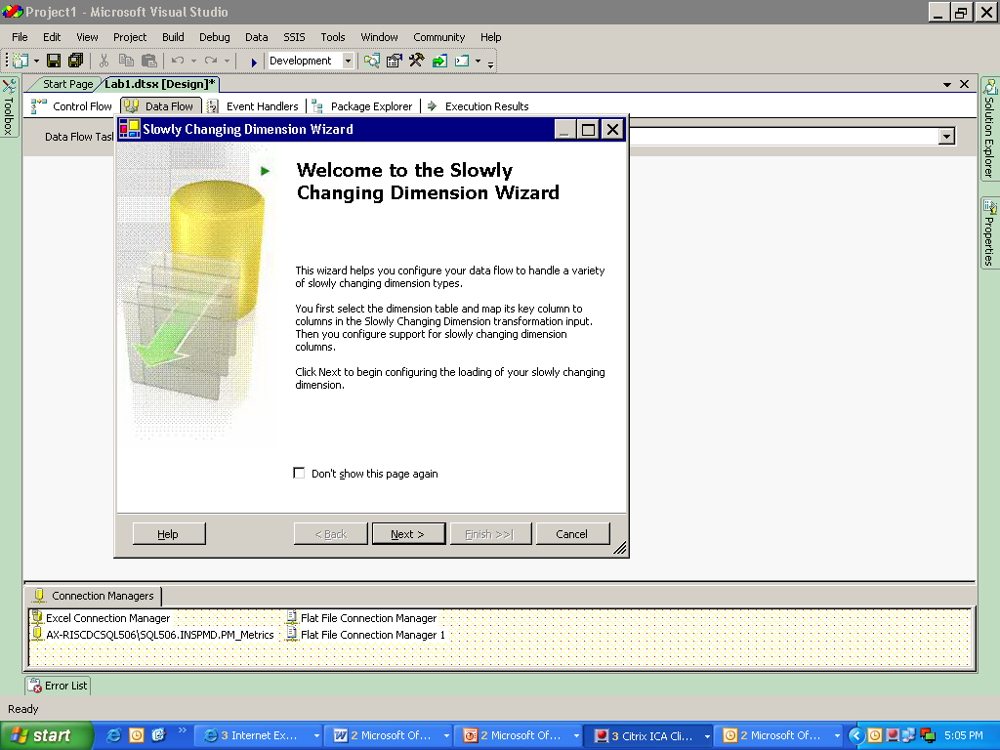 Project1 - Microsoft Visual Studio
File Edit View Project Build Debug Data SSIS Tools Window Community Help
Development
Start Page Lab1.dtsx [Design]*
Control Flow Data Flow Event Handlers Package Explorer Execution Results
Data Flow Tas
Toolbox
Solution Explorer
Properties
Slowly Changing Dimension Wizard
Welcome to the Slowly
Changing Dimension Wizard
This wizard helps you configure your data flow to handle a variety
of slowly changing dimension types.
You first select the dimension table and map its key column to
columns in the Slowly Changing Dimension transformation input.
Then you configure support for slowly changing dimension
columns.
Click Next to begin configuring the loading of your slowly changing
dimension.
Don't show this page again
Help < Back Next > Finish >>| Cancel
Connection Managers
Excel Connection Manager Flat File Connection Manager
AX-RISCDCSQL506\SQL506.INSPMD.PM_Metrics Flat File Connection Manager 1
Error List
Ready
start 3 Internet Ex... 2 Microsoft Of... 2 Microsoft Of... 3 Citrix ICA Cli... 2 Microsoft Of... 5:05 PM